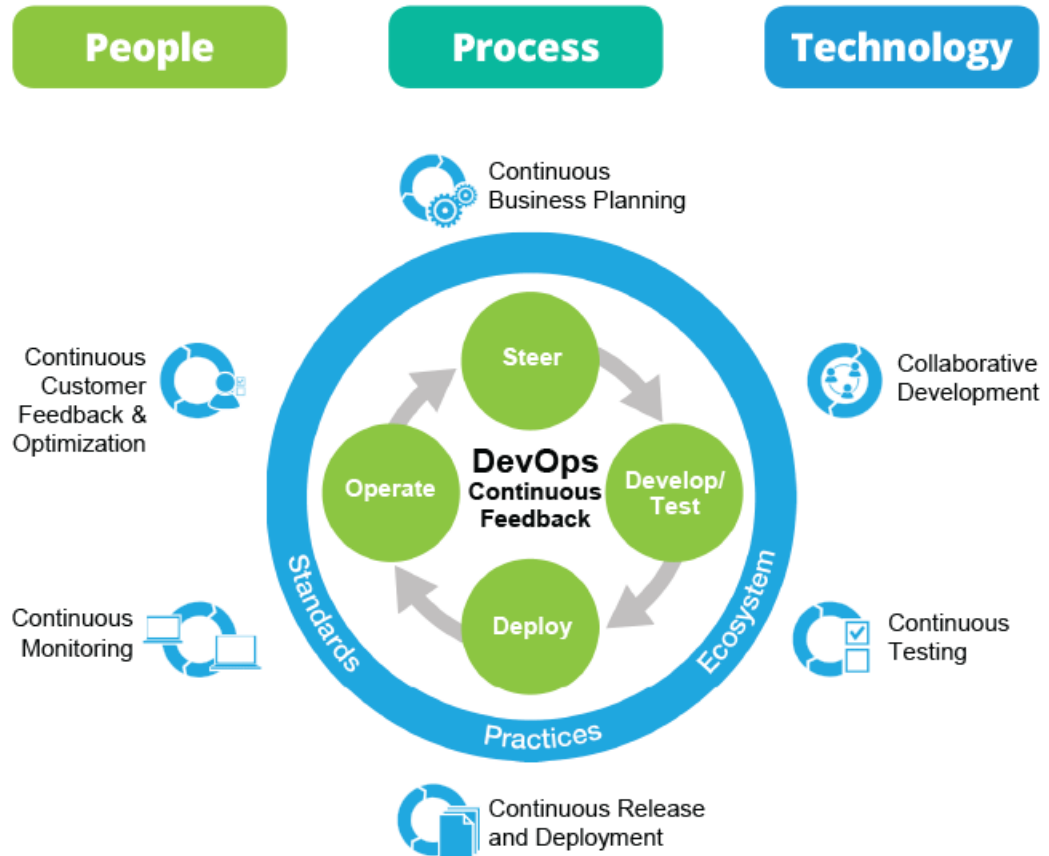 People
Process
Technology
Continuous
Business Planning
Continuous
Customer
Feedback &
Optimization
Collaborative
Development
Steer
Operate
DevOps
Continuous
Feedback
Develop/
Test
Deploy
Continuous
Monitoring
Continuous
Testing
Standards
Practices
Ecosystem
Continuous Release
and Deployment